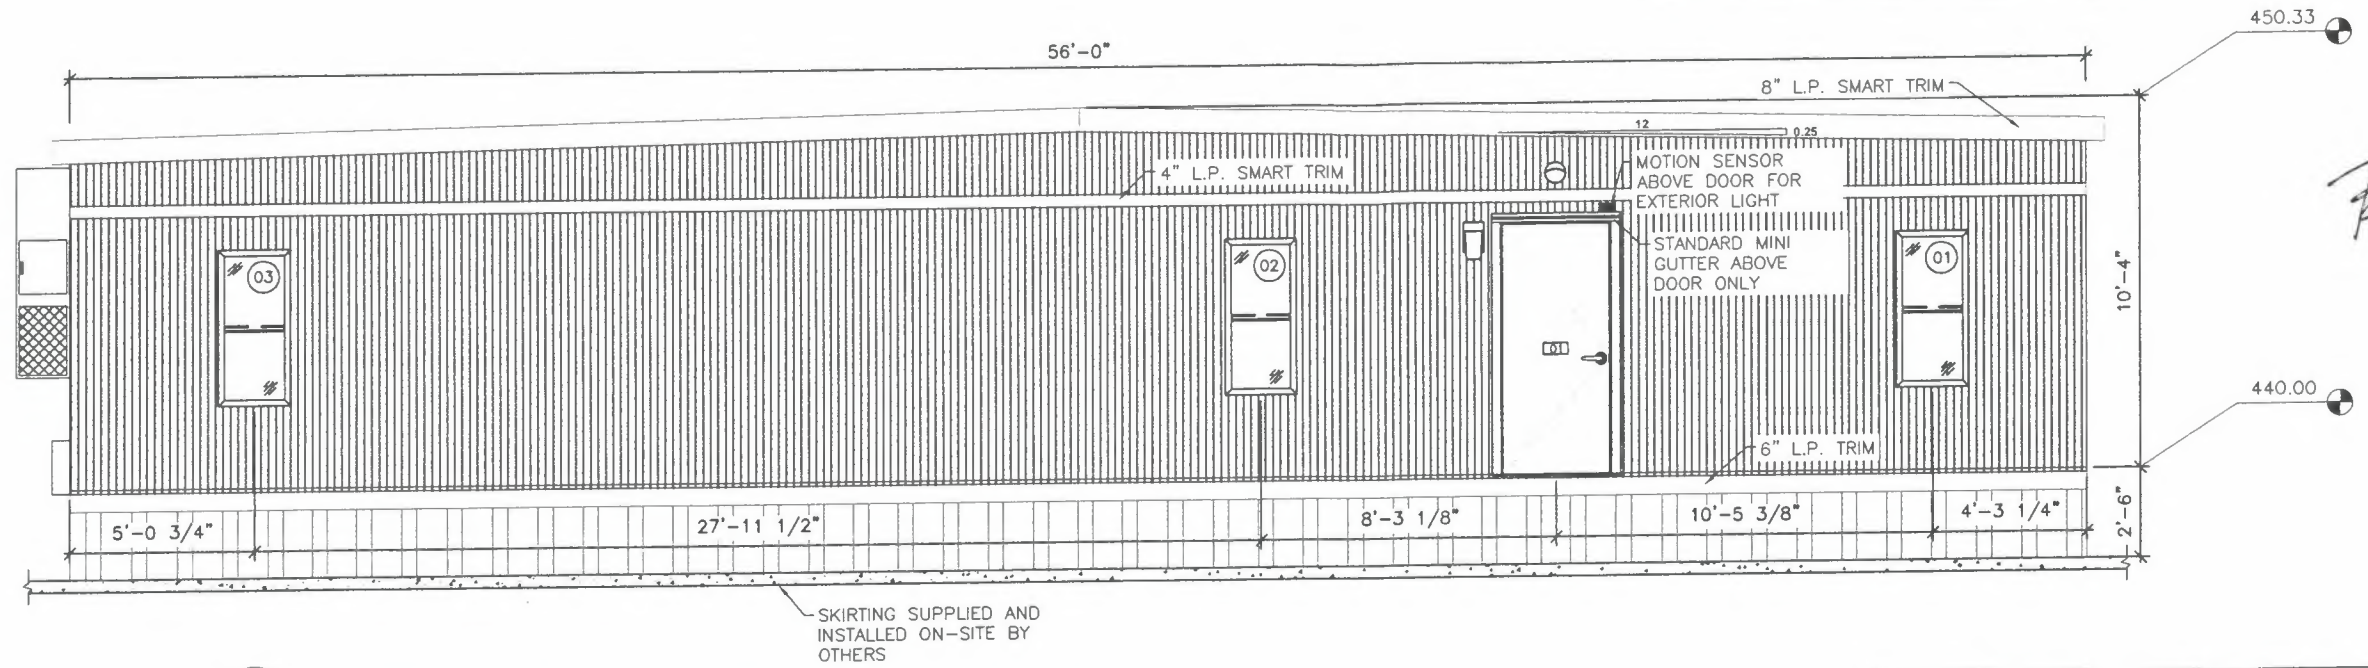 450.33
56'-0"
8" L.P. SMART TRIM
12
0.25
4" L.P. SMART TRIM
MOTION SENSOR
ABOVE DOOR FOR
EXTERIOR LIGHT
STANDARD MINI
GUTTER ABOVE
DOOR ONLY
03
02
01
10'-4"
01
440.00
6" L.P. TRIM
5'-0 3/4"
27'-11 1/2"
8'-3 1/8"
10'-5 3/8"
4'-3 1/4"
2'-6"
SKIRTING SUPPLIED AND
INSTALLED ON-SITE BY
OTHERS